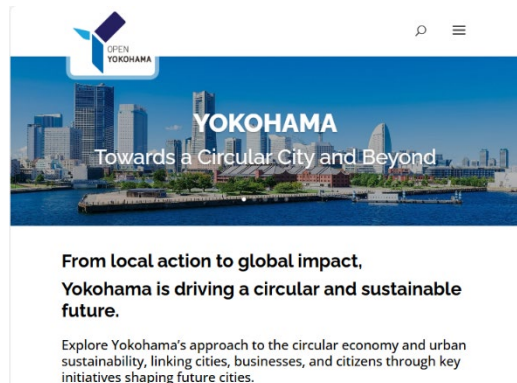 OPEN
YOKOHAMA
YOKOHAMA
Towards a Circular City and Beyond
From local action to global impact,
Yokohama is driving a circular and sustainable
future.
Explore Yokohama's approach to the circular economy and urban
sustainability, linking cities, businesses, and citizens through key
initiatives shaping future cities.